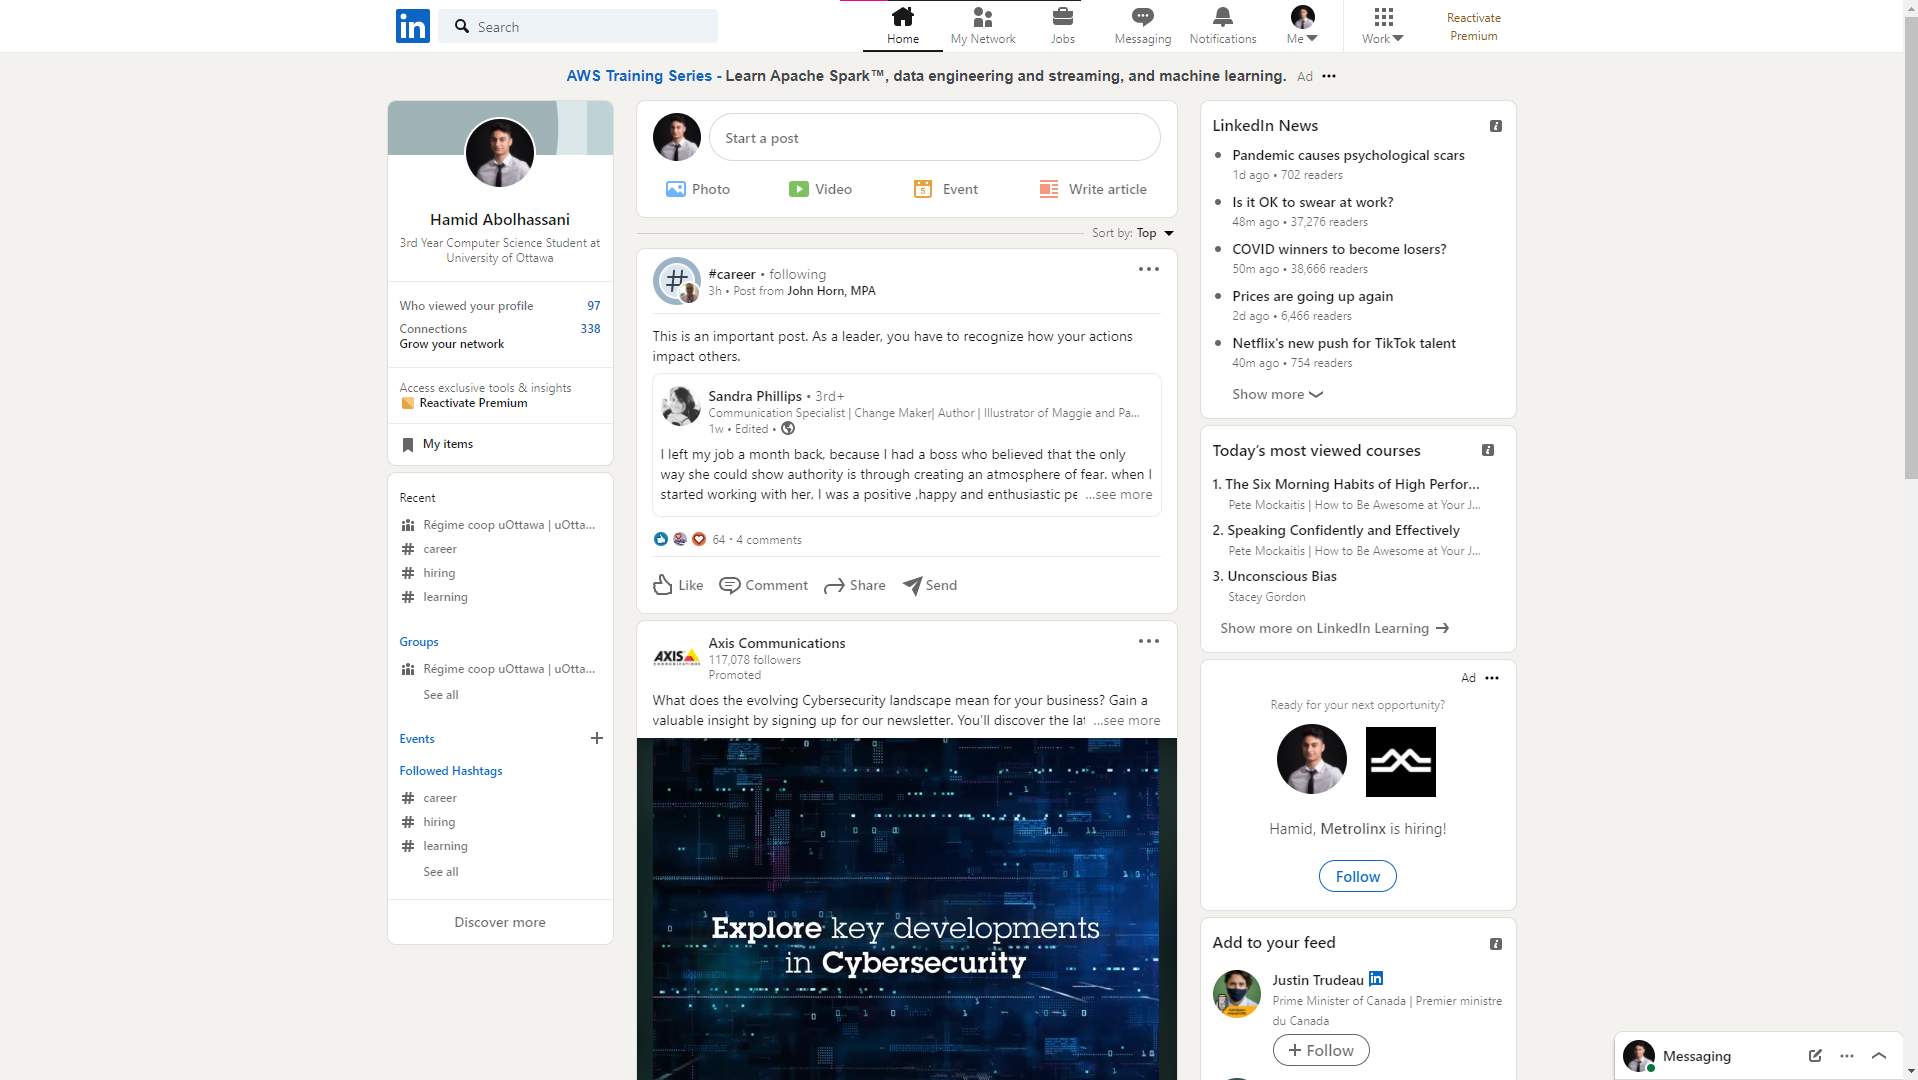 in
Search
Home
My Network
Jobs
Messaging
Notifications
Me
Work
Reactivate
Premium
AWS Training Series - Learn Apache Spark™, data engineering and streaming, and machine learning. Ad
Hamid Abolhassani
3rd Year Computer Science Student at
University of Ottawa
Who viewed your profile 97
Connections 338
Grow your network
Access exclusive tools & insights
Reactivate Premium
My items
Recent
Régime coop uOttawa | uOtta...
# career
# hiring
# learning
Groups
Régime coop uOttawa | uOtta...
See all
Events
Followed Hashtags
# career
# hiring
# learning
See all
Discover more
Start a post
Photo
Video
5 Event
Write article
Sort by: Top
#
#career • following
3h • Post from John Horn, MPA
This is an important post. As a leader, you have to recognize how your actions
impact others.
Sandra Phillips • 3rd+
Communication Specialist | Change Maker| Author | Illustrator of Maggie and Pa...
1w • Edited •
I left my job a month back, because I had a boss who believed that the only
way she could show authority is through creating an atmosphere of fear. when I
started working with her, I was a positive ,happy and enthusiastic pe ...see more
64 • 4 comments
Like
Comment
Share
Send
AXIS
COMMUNICATIONS
Axis Communications
117,078 followers
Promoted
What does the evolving Cybersecurity landscape mean for your business? Gain a
valuable insight by signing up for our newsletter. You'll discover the lat ...see more
Explore key developments
in Cybersecurity
LinkedIn News
Pandemic causes psychological scars
1d ago • 702 readers
Is it OK to swear at work?
48m ago • 37,276 readers
COVID winners to become losers?
50m ago • 38,666 readers
Prices are going up again
2d ago • 6,466 readers
Netflix's new push for TikTok talent
40m ago • 754 readers
Show more
Today's most viewed courses
1. The Six Morning Habits of High Perfor...
Pete Mockaitis | How to Be Awesome at Your J...
2. Speaking Confidently and Effectively
Pete Mockaitis | How to Be Awesome at Your J...
3. Unconscious Bias
Stacey Gordon
Show more on LinkedIn Learning
Ad
Ready for your next opportunity?
Hamid, Metrolinx is hiring!
Follow
Add to your feed
Justin Trudeau in
Prime Minister of Canada | Premier ministre
du Canada
+ Follow
Messaging